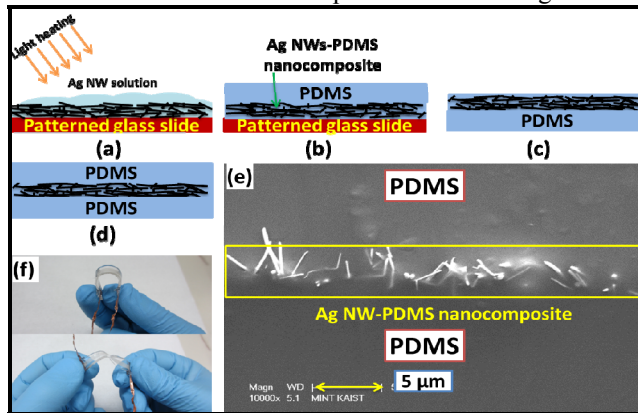 Light heating
Ag NW solution
Patterned glass slide
(a)
Ag NWs-PDMS
nanocomposite
PDMS
Patterned glass slide
(b)
PDMS
(c)
PDMS
PDMS
(d)
(e)
PDMS
Ag NW-PDMS nanocomposite
PDMS
Magn WD
10000x 5.1 MINT KAIST
5 μm
(f)